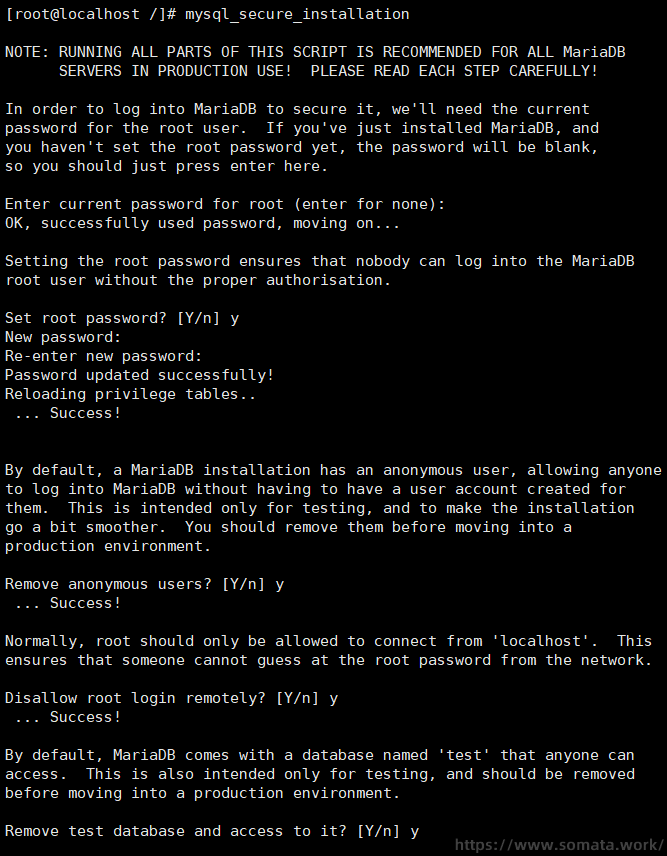 [root@localhost /]# mysql_secure_installation
NOTE: RUNNING ALL PARTS OF THIS SCRIPT IS RECOMMENDED FOR ALL MariaDB
SERVERS IN PRODUCTION USE!  PLEASE READ EACH STEP CAREFULLY!
In order to log into MariaDB to secure it, we'll need the current
password for the root user.  If you've just installed MariaDB, and
you haven't set the root password yet, the password will be blank,
so you should just press enter here.
Enter current password for root (enter for none):
OK, successfully used password, moving on...
Setting the root password ensures that nobody can log into the MariaDB
root user without the proper authorisation.
Set root password? [Y/n] y
New password:
Re-enter new password:
Password updated successfully!
Reloading privilege tables..
 ... Success!
By default, a MariaDB installation has an anonymous user, allowing anyone
to log into MariaDB without having to have a user account created for
them.  This is intended only for testing, and to make the installation
go a bit smoother.  You should remove them before moving into a
production environment.
Remove anonymous users? [Y/n] y
 ... Success!
Normally, root should only be allowed to connect from 'localhost'.  This
ensures that someone cannot guess at the root password from the network.
Disallow root login remotely? [Y/n] y
 ... Success!
By default, MariaDB comes with a database named 'test' that anyone can
access.  This is also intended only for testing, and should be removed
before moving into a production environment.
Remove test database and access to it? [Y/n] y
https://www.somata.work/